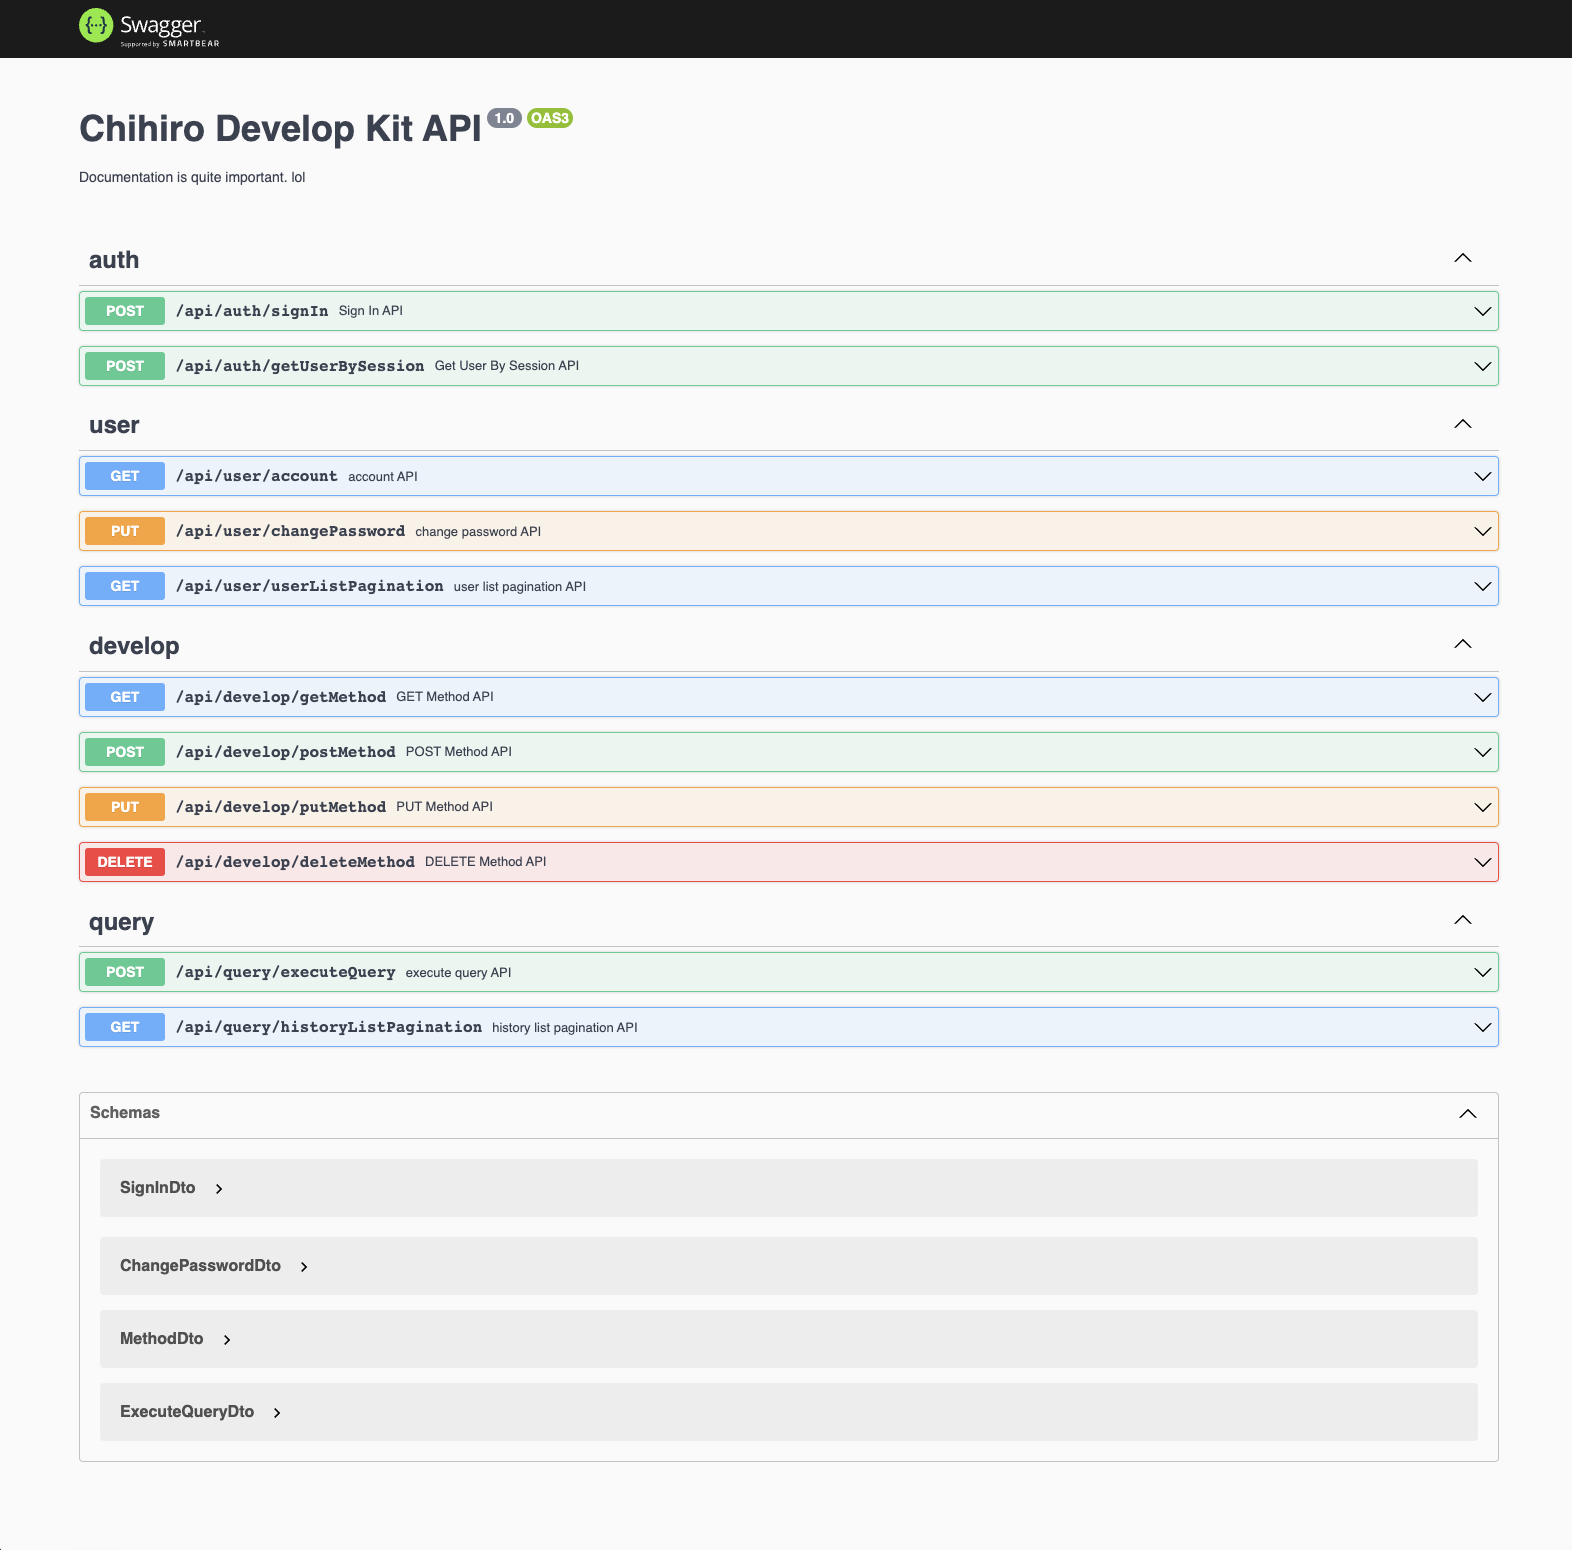 Swagger
Supported by SMARTBEAR
Chihiro Develop Kit API 1.0 OAS3
Documentation is quite important. lol
auth
POST /api/auth/signIn Sign In API
POST /api/auth/getUserBySession Get User By Session API
user
GET /api/user/account account API
PUT /api/user/changePassword change password API
GET /api/user/userListPagination user list pagination API
develop
GET /api/develop/getMethod GET Method API
POST /api/develop/postMethod POST Method API
PUT /api/develop/putMethod PUT Method API
DELETE /api/develop/deleteMethod DELETE Method API
query
POST /api/query/executeQuery execute query API
GET /api/query/historyListPagination history list pagination API
Schemas
SignInDto
ChangePasswordDto
MethodDto
ExecuteQueryDto